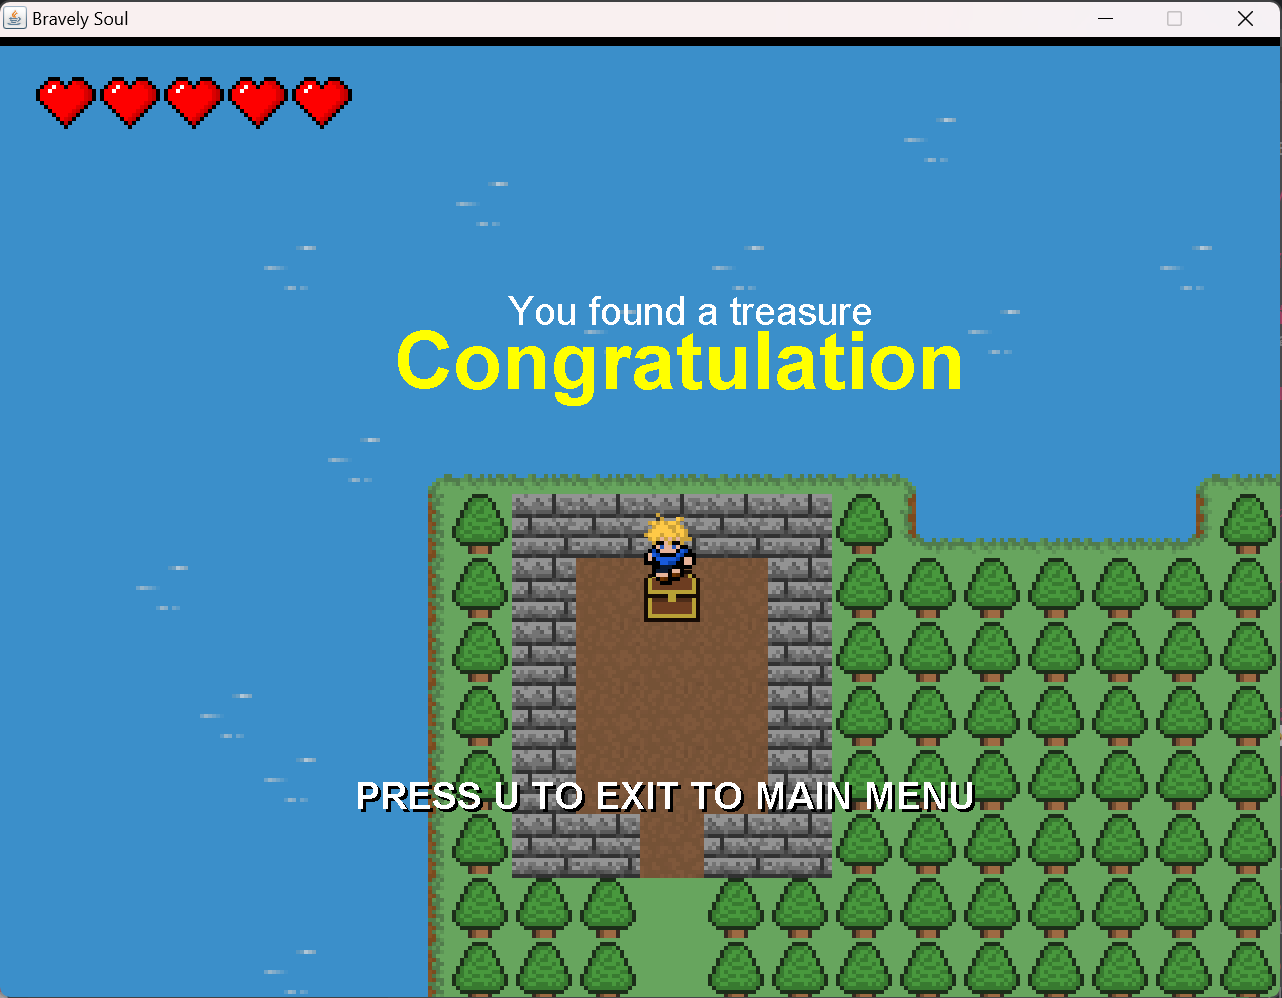 Bravely Soul
You found a treasure
Congratulation
PRESS U TO EXIT TO MAIN MENU